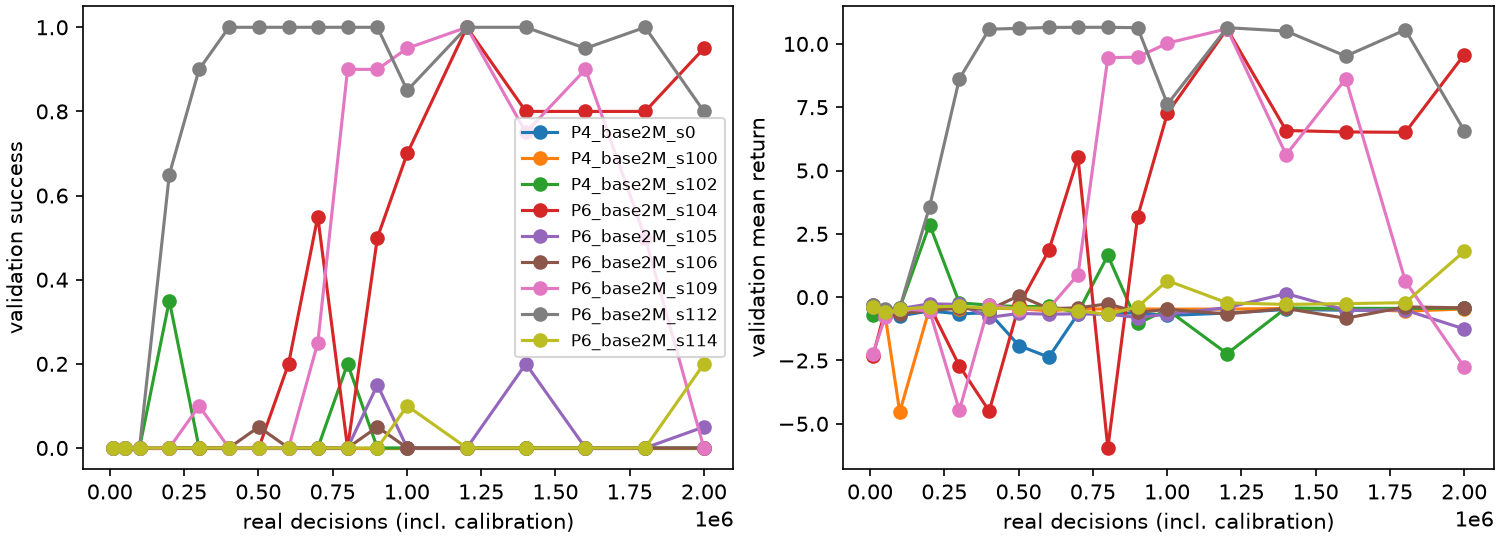 validation success
1.0
0.8
0.6
0.4
0.2
0.0
P4_base2M_s0
P4_base2M_s100
P4_base2M_s102
P6_base2M_s104
P6_base2M_s105
P6_base2M_s106
P6_base2M_s109
P6_base2M_s112
P6_base2M_s114
0.00 0.25 0.50 0.75 1.00 1.25 1.50 1.75 2.00
1e6
real decisions (incl. calibration)
validation mean return
10.0
7.5
5.0
2.5
0.0
−2.5
−5.0
0.00 0.25 0.50 0.75 1.00 1.25 1.50 1.75 2.00
1e6
real decisions (incl. calibration)